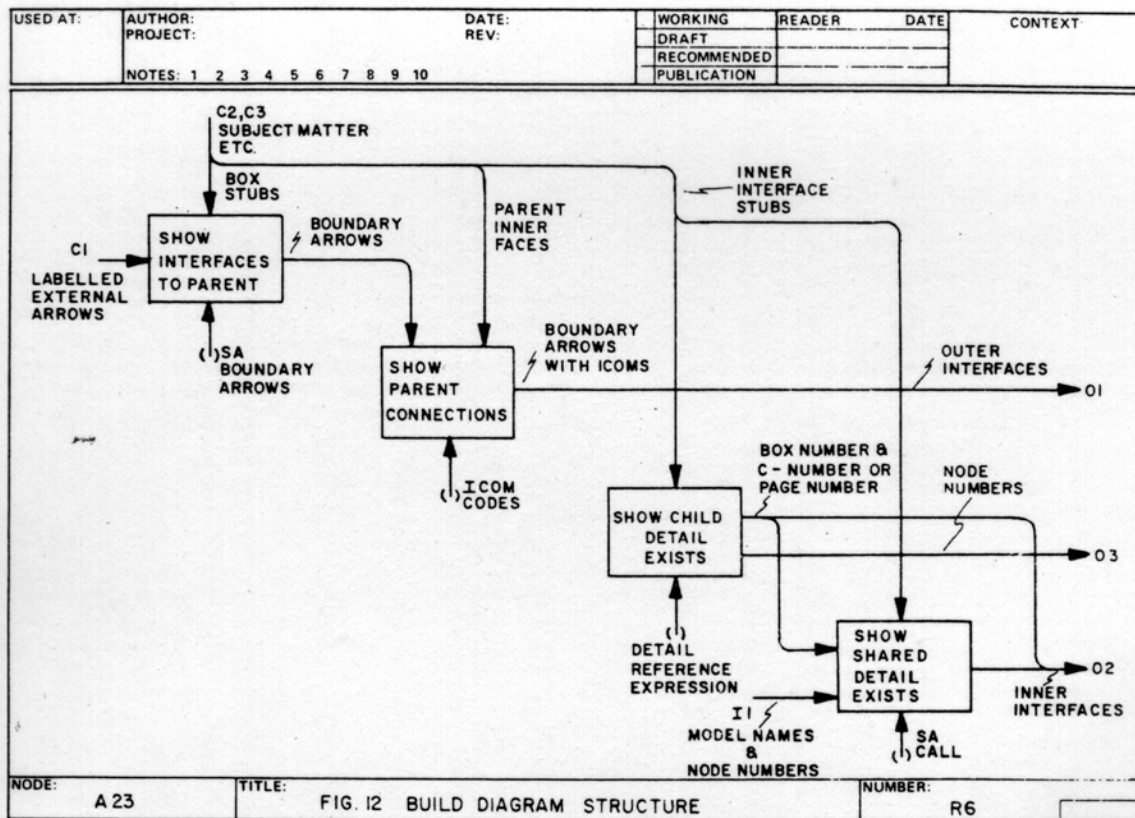 USED AT:
AUTHOR:
PROJECT:
DATE:
REV:
NOTES: 1 2 3 4 5 6 7 8 9 10
WORKING
DRAFT
RECOMMENDED
PUBLICATION
READER DATE
CONTEXT
C2,C3
SUBJECT MATTER
ETC.
BOX
STUBS
C1
LABELLED
EXTERNAL
ARROWS
SHOW
INTERFACES
TO PARENT
BOUNDARY
ARROWS
( )SA
BOUNDARY
ARROWS
PARENT
INNER
FACES
INNER
INTERFACE
STUBS
SHOW
PARENT
CONNECTIONS
BOUNDARY
ARROWS
WITH ICOMS
OUTER
INTERFACES
O1
( )ICOM
CODES
BOX NUMBER &
C-NUMBER OR
PAGE NUMBER
NODE
NUMBERS
SHOW CHILD
DETAIL
EXISTS
O3
( )
DETAIL
REFERENCE
EXPRESSION
SHOW
SHARED
DETAIL
EXISTS
O2
INNER
INTERFACES
I1
MODEL NAMES
&
NODE NUMBERS
SA
( )CALL
NODE:
A23
TITLE:
FIG. 12 BUILD DIAGRAM STRUCTURE
NUMBER:
R6